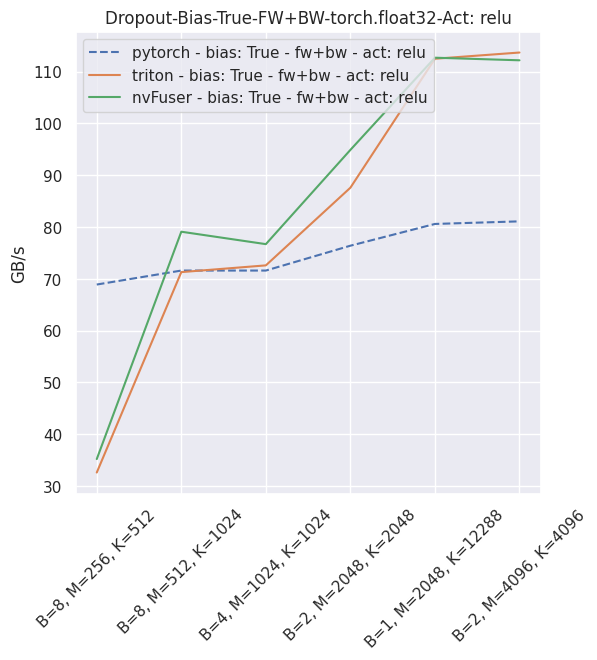 Dropout-Bias-True-FW+BW-torch.float32-Act: relu
pytorch - bias: True - fw+bw - act: relu
triton - bias: True - fw+bw - act: relu
nvFuser - bias: True - fw+bw - act: relu
GB/s
110
100
90
80
70
60
50
40
30
B=8, M=256, K=512
B=8, M=512, K=1024
B=4, M=1024, K=1024
B=2, M=2048, K=2048
B=1, M=2048, K=12288
B=2, M=4096, K=4096